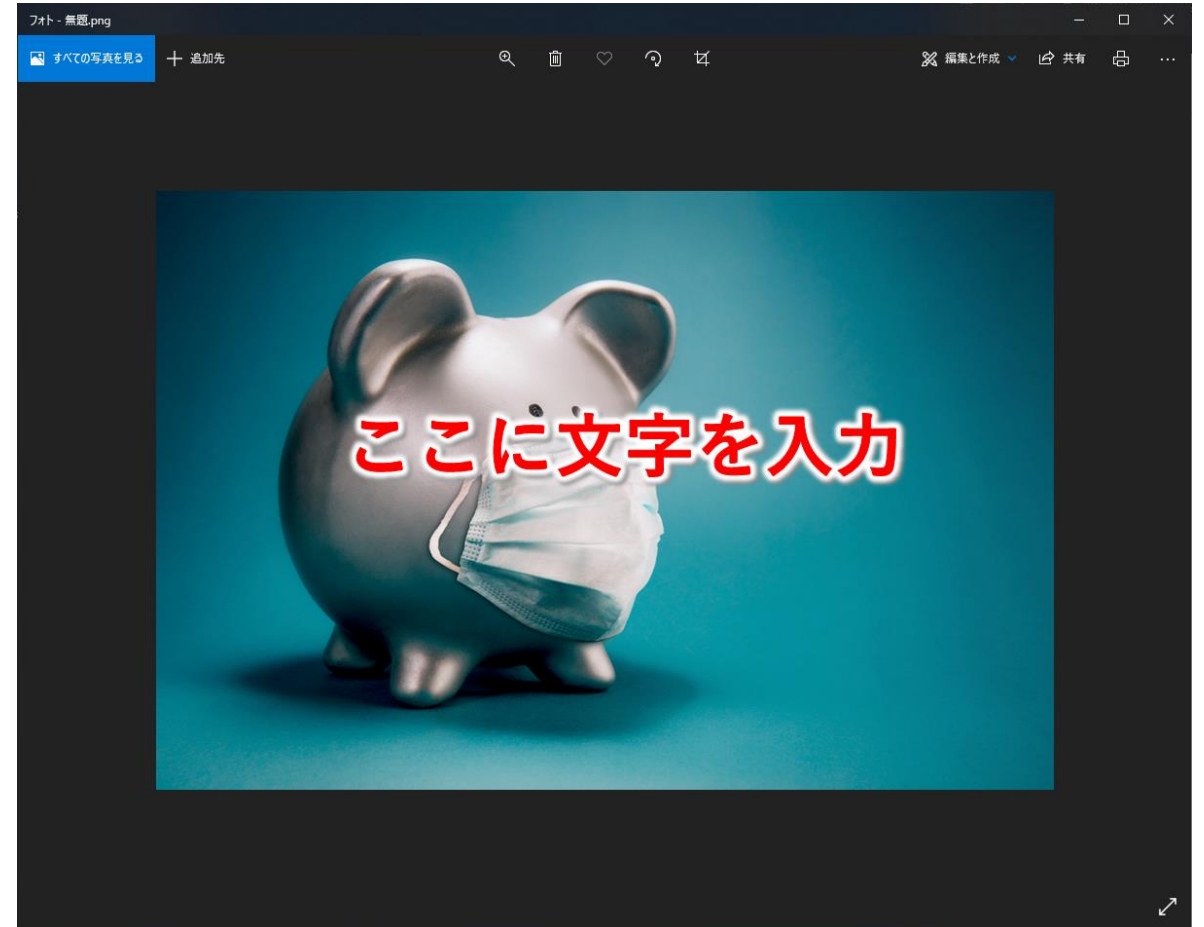 フォト - 無題.png
すべての写真を見る
追加先
編集と作成
共有
ここに文字を入力